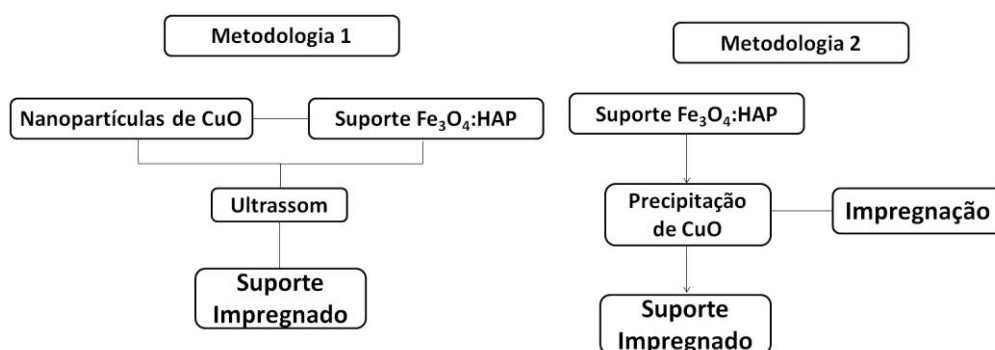 Metodologia 1
Nanopartículas de CuO
Suporte Fe₃O₄:HAP
Ultrassom
Suporte
Impregnado
Metodologia 2
Suporte Fe₃O₄:HAP
Precipitação
de CuO
Impregnação
Suporte
Impregnado